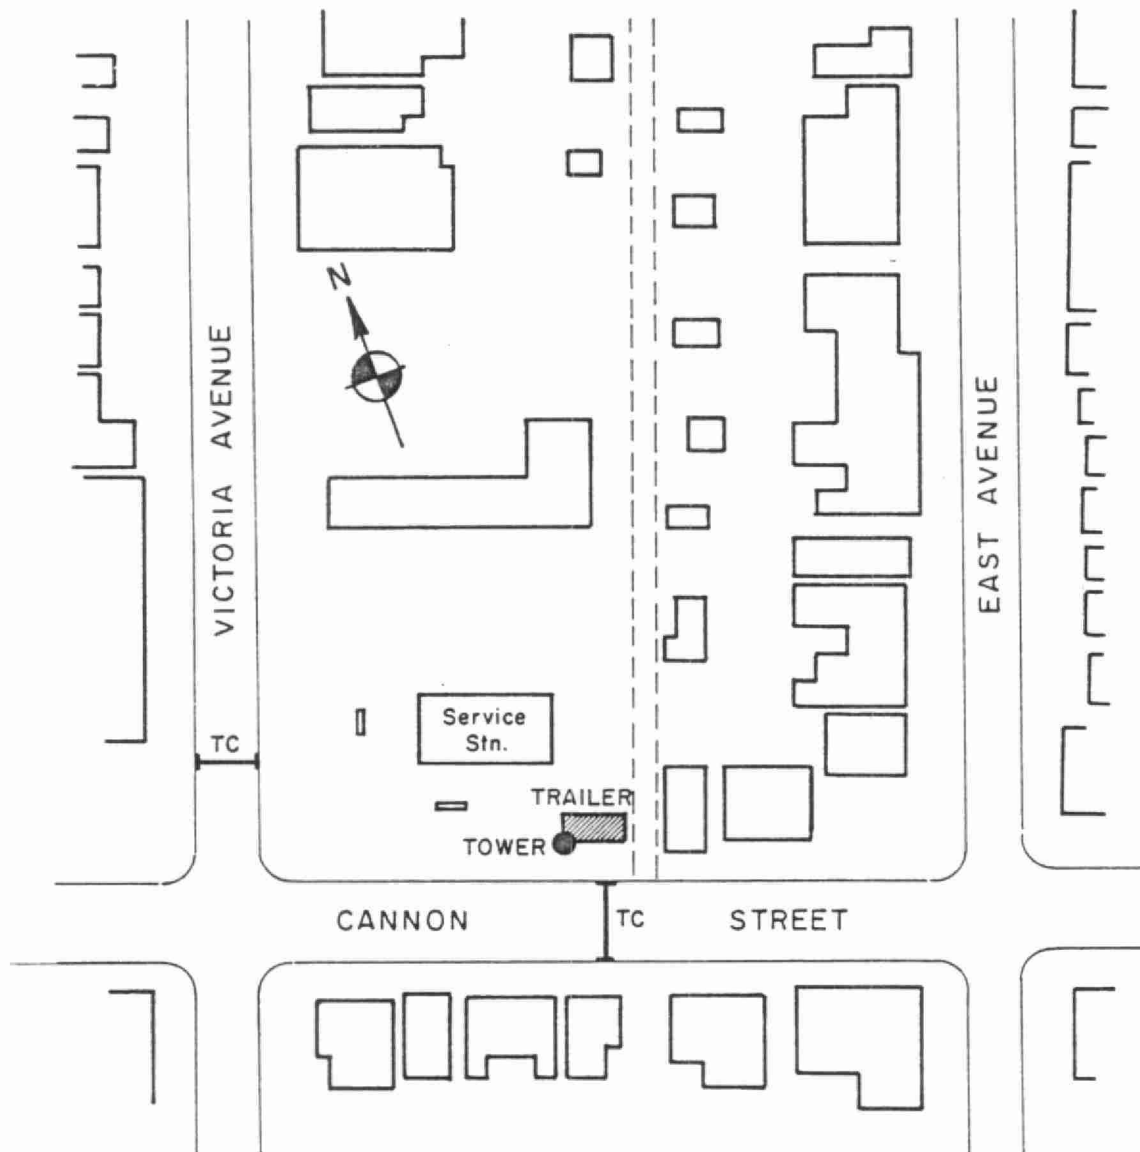 N
VICTORIA AVENUE
EAST AVENUE
Service
Stn.
TC
TRAILER
TOWER
CANNON
TC
STREET